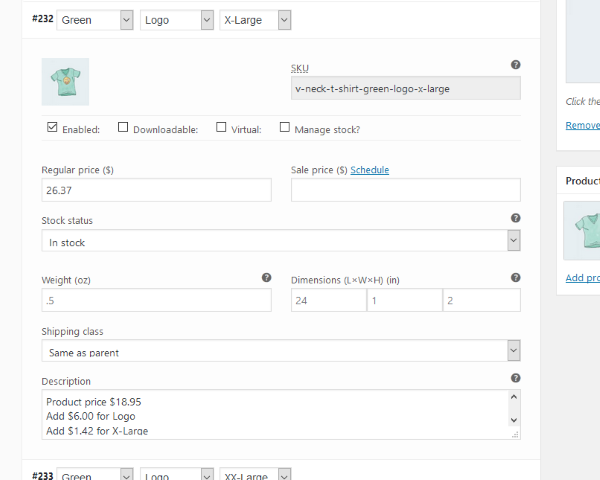 #232 Green Logo X-Large
SKU
v-neck-t-shirt-green-logo-x-large
Click the
Enabled: Downloadable: Virtual: Manage stock?
Remove
Regular price ($) Sale price ($) Schedule
26.37
Product
Stock status
In stock
Weight (oz) Dimensions (L×W×H) (in)
Add pro
.5 24 1 2
Shipping class
Same as parent
Description
Product price $18.95
Add $6.00 for Logo
Add $1.42 for X-Large
#233 Green Logo XX-Large